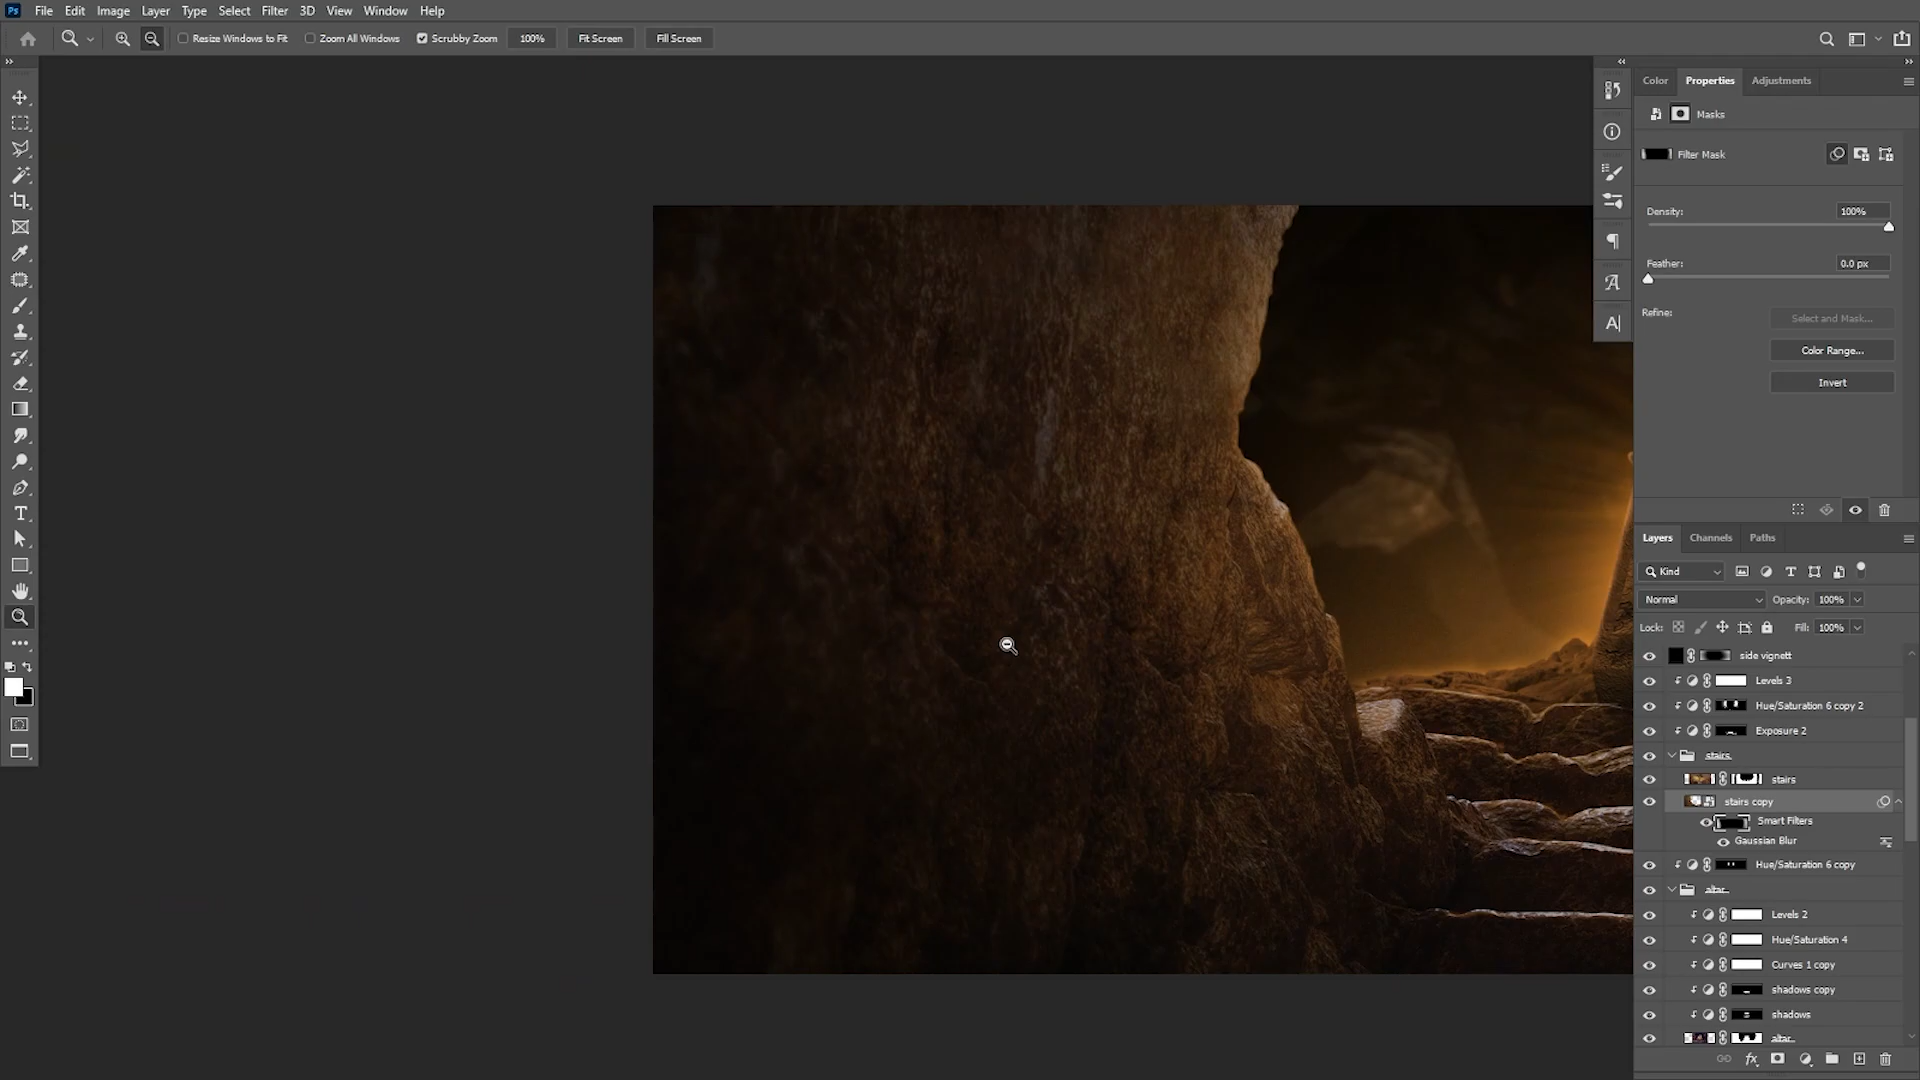 Ps File Edit Image Layer Type Select Filter 3D View Window Help
Resize Windows to Fit Zoom All Windows Scrubby Zoom 100% Fit Screen Fill Screen
Color Properties Adjustments
Masks
Filter Mask
Density: 100%
Feather: 0.0 px
Refine: Select and Mask...
Color Range...
Invert
Layers Channels Paths
Kind
Normal Opacity: 100%
Lock: Fill: 100%
side vignett
Levels 3
Hue/Saturation 6 copy 2
Exposure 2
stairs
stairs
stairs copy
Smart Filters
Gaussian Blur
Hue/Saturation 6 copy
altar
Levels 2
Hue/Saturation 4
Curves 1 copy
shadows copy
shadows
altar
fx